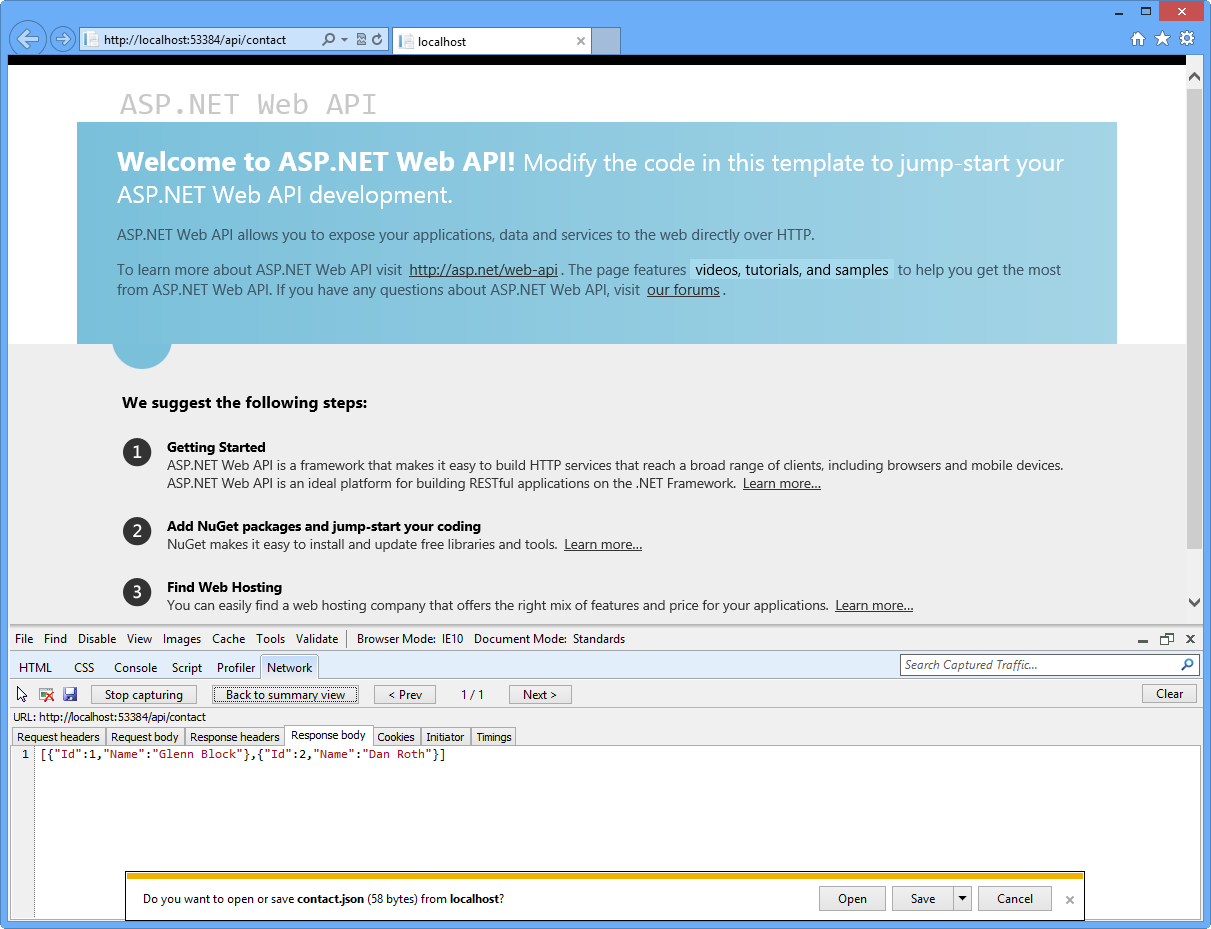 http://localhost:53384/api/contact
localhost
ASP.NET Web API
Welcome to ASP.NET Web API! Modify the code in this template to jump-start your
ASP.NET Web API development.
ASP.NET Web API allows you to expose your applications, data and services to the web directly over HTTP.
To learn more about ASP.NET Web API visit http://asp.net/web-api . The page features videos, tutorials, and samples to help you get the most
from ASP.NET Web API. If you have any questions about ASP.NET Web API, visit our forums .
We suggest the following steps:
1 Getting Started
ASP.NET Web API is a framework that makes it easy to build HTTP services that reach a broad range of clients, including browsers and mobile devices.
ASP.NET Web API is an ideal platform for building RESTful applications on the .NET Framework. Learn more...
2 Add NuGet packages and jump-start your coding
NuGet makes it easy to install and update free libraries and tools. Learn more...
3 Find Web Hosting
You can easily find a web hosting company that offers the right mix of features and price for your applications. Learn more...
File Find Disable View Images Cache Tools Validate Browser Mode: IE10 Document Mode: Standards
HTML CSS Console Script Profiler Network Search Captured Traffic...
Stop capturing Back to summary view < Prev 1 / 1 Next > Clear
URL: http://localhost:53384/api/contact
Request headers Request body Response headers Response body Cookies Initiator Timings
1 [{"Id":1,"Name":"Glenn Block"},{"Id":2,"Name":"Dan Roth"}]
Do you want to open or save contact.json (58 bytes) from localhost? Open Save Cancel